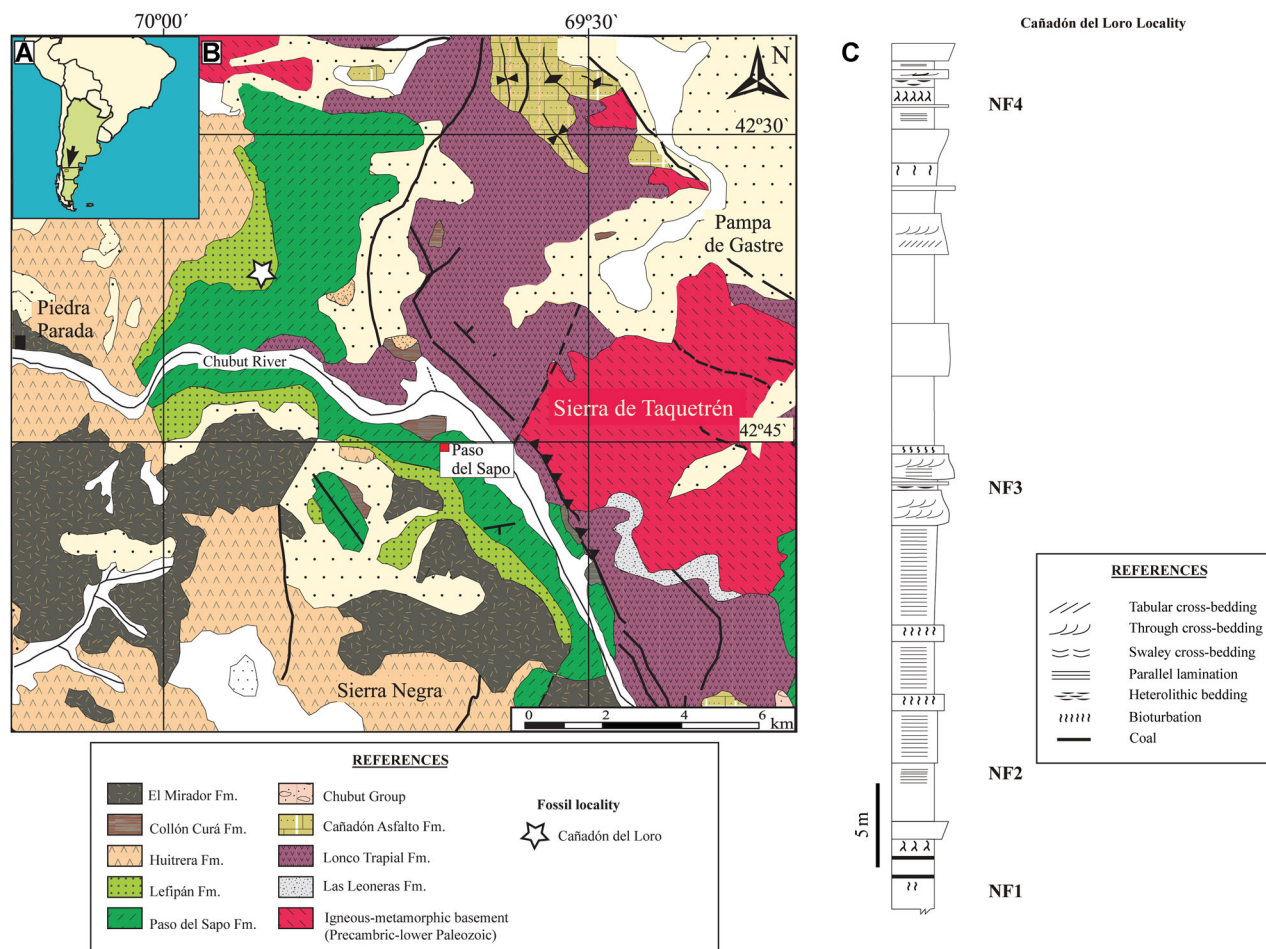 70º00´
69º30´
A
B
N
42º30`
Pampa
de Gastre
Piedra
Parada
Chubut River
Sierra de Taquetrén
42º45`
Paso
del Sapo
Sierra Negra
0 2 4 6
km
REFERENCES
El Mirador Fm.
Collón Curá Fm.
Huitrera Fm.
Lefipán Fm.
Paso del Sapo Fm.
Chubut Group
Cañadón Asfalto Fm.
Lonco Trapial Fm.
Las Leoneras Fm.
Igneous-metamorphic basement
(Precambric-lower Paleozoic)
Fossil locality
Cañadón del Loro
Cañadón del Loro Locality
C
NF4
NF3
NF2
NF1
5 m
REFERENCES
Tabular cross-bedding
Through cross-bedding
Swaley cross-bedding
Parallel lamination
Heterolithic bedding
Bioturbation
Coal